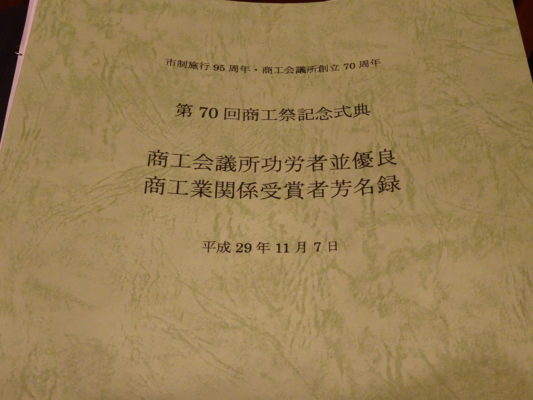 市制施行95周年・商工会議所創立70周年
第70回商工祭記念式典
商工会議所功労者並優良
商工業関係受賞者芳名録
平成29年11月7日